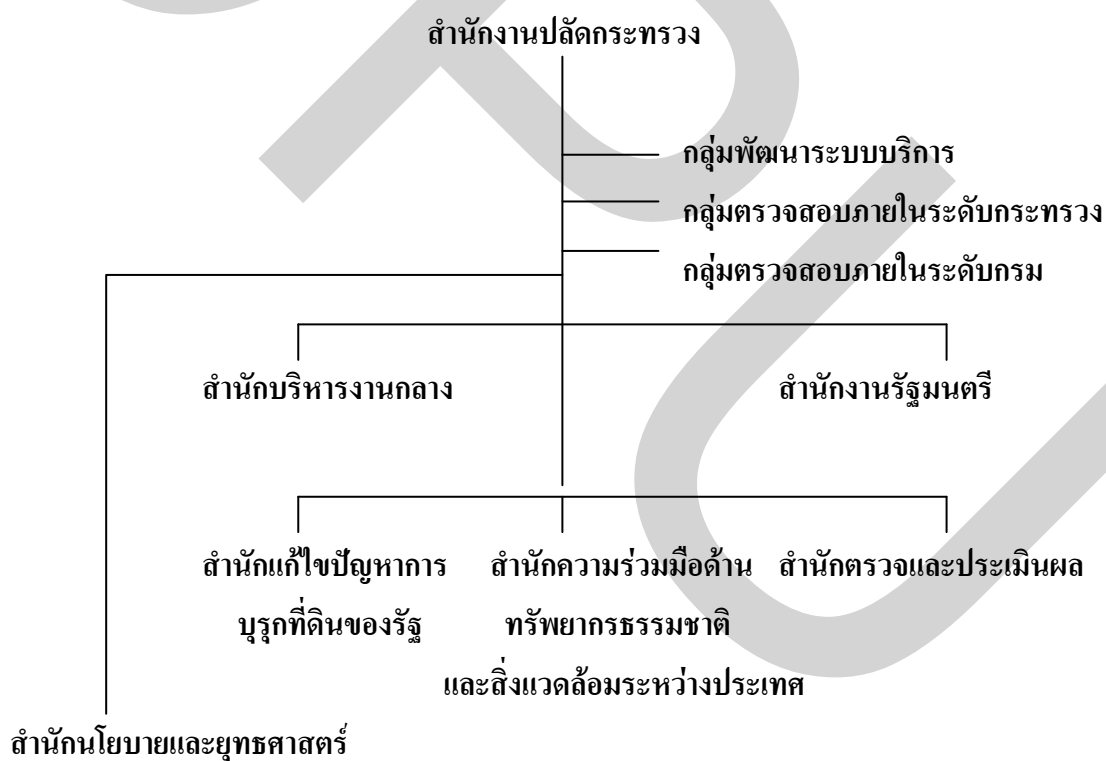 สำนักงานปลัดกระทรวง
กลุ่มพัฒนาระบบบริการ
กลุ่มตรวจสอบภายในระดับกระทรวง
กลุ่มตรวจสอบภายในระดับกรม
สำนักบริหารงานกลาง
สำนักงานรัฐมนตรี
สำนักแก้ไขปัญหาการ
บุรุกที่ดินของรัฐ
สำนักความร่วมมือด้าน
ทรัพยากรธรรมชาติ
และสิ่งแวดล้อมระหว่างประเทศ
สำนักตรวจและประเมินผล
สำนักนโยบายและยุทธศาสตร์